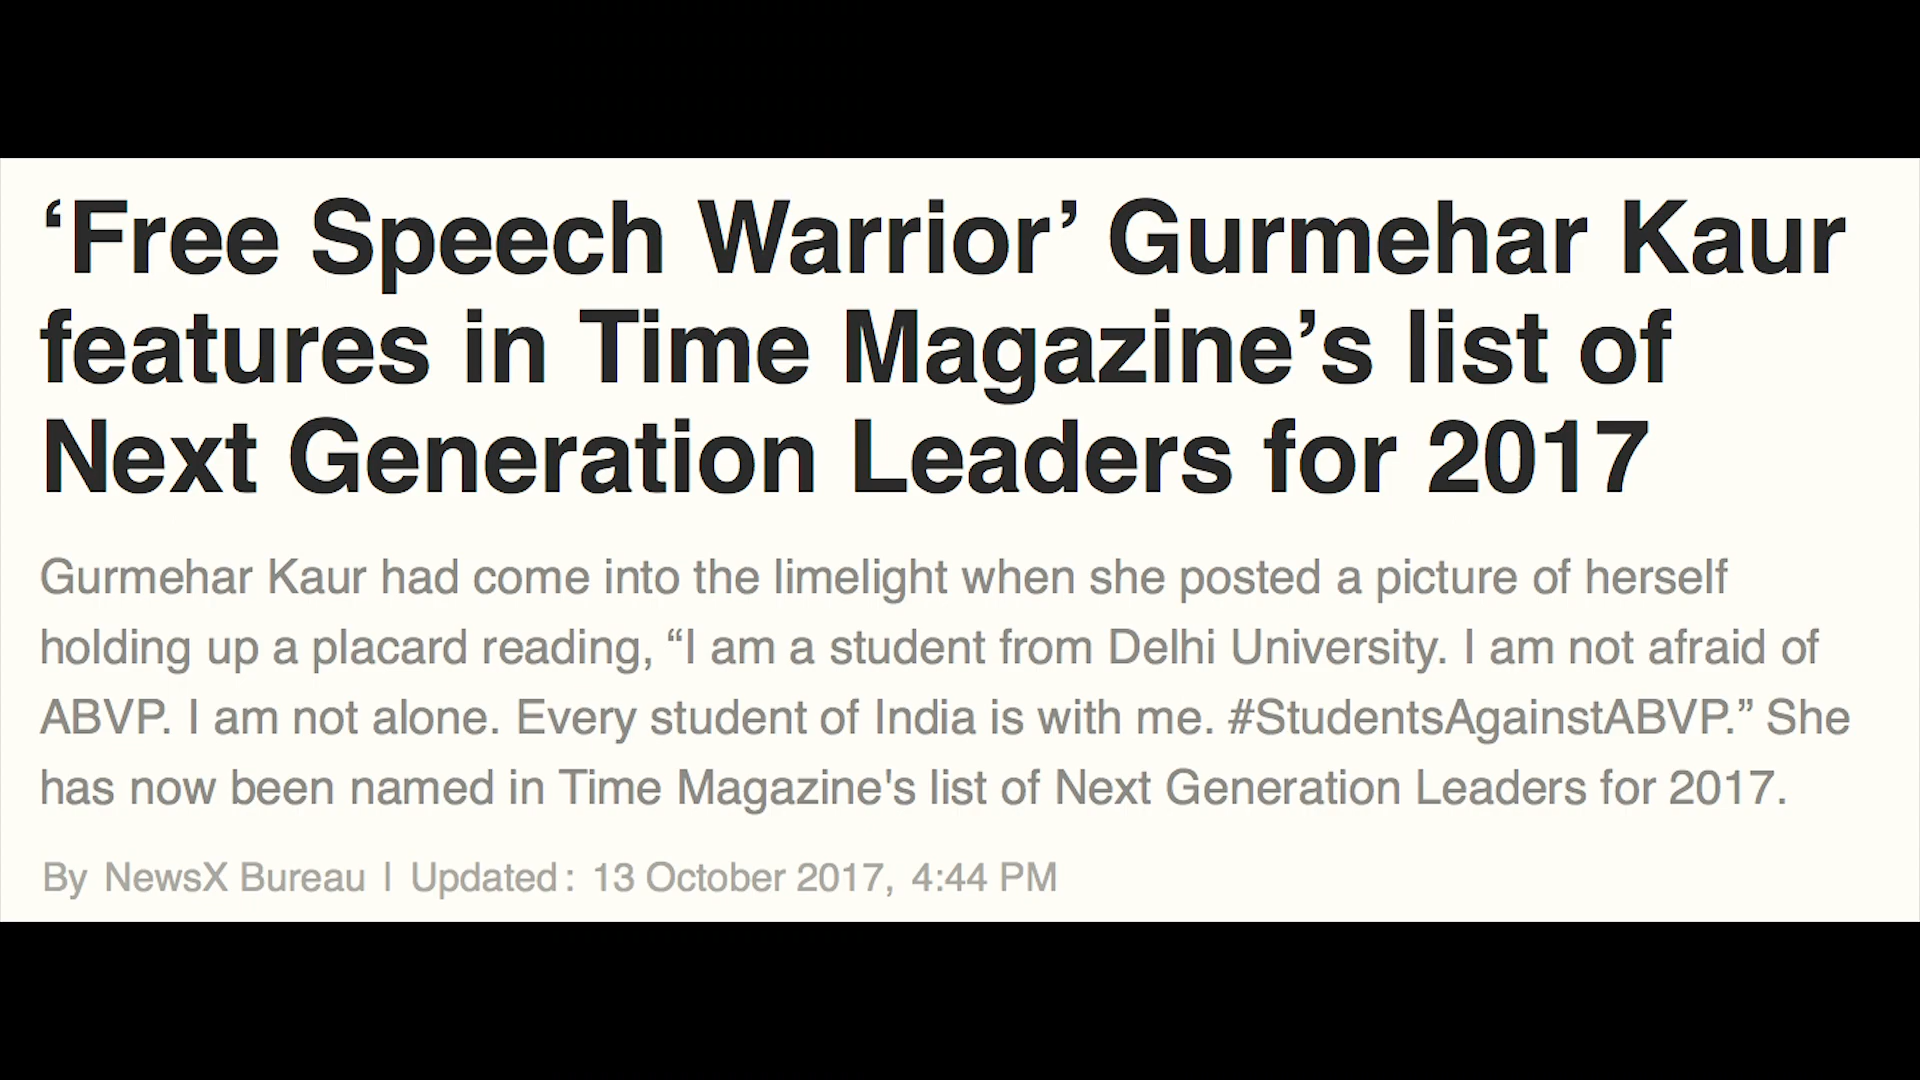 ‘Free Speech Warrior’ Gurmehar Kaur
features in Time Magazine’s list of
Next Generation Leaders for 2017
Gurmehar Kaur had come into the limelight when she posted a picture of herself
holding up a placard reading, “I am a student from Delhi University. I am not afraid of
ABVP. I am not alone. Every student of India is with me. #StudentsAgainstABVP.” She
has now been named in Time Magazine's list of Next Generation Leaders for 2017.
By NewsX Bureau | Updated : 13 October 2017, 4:44 PM